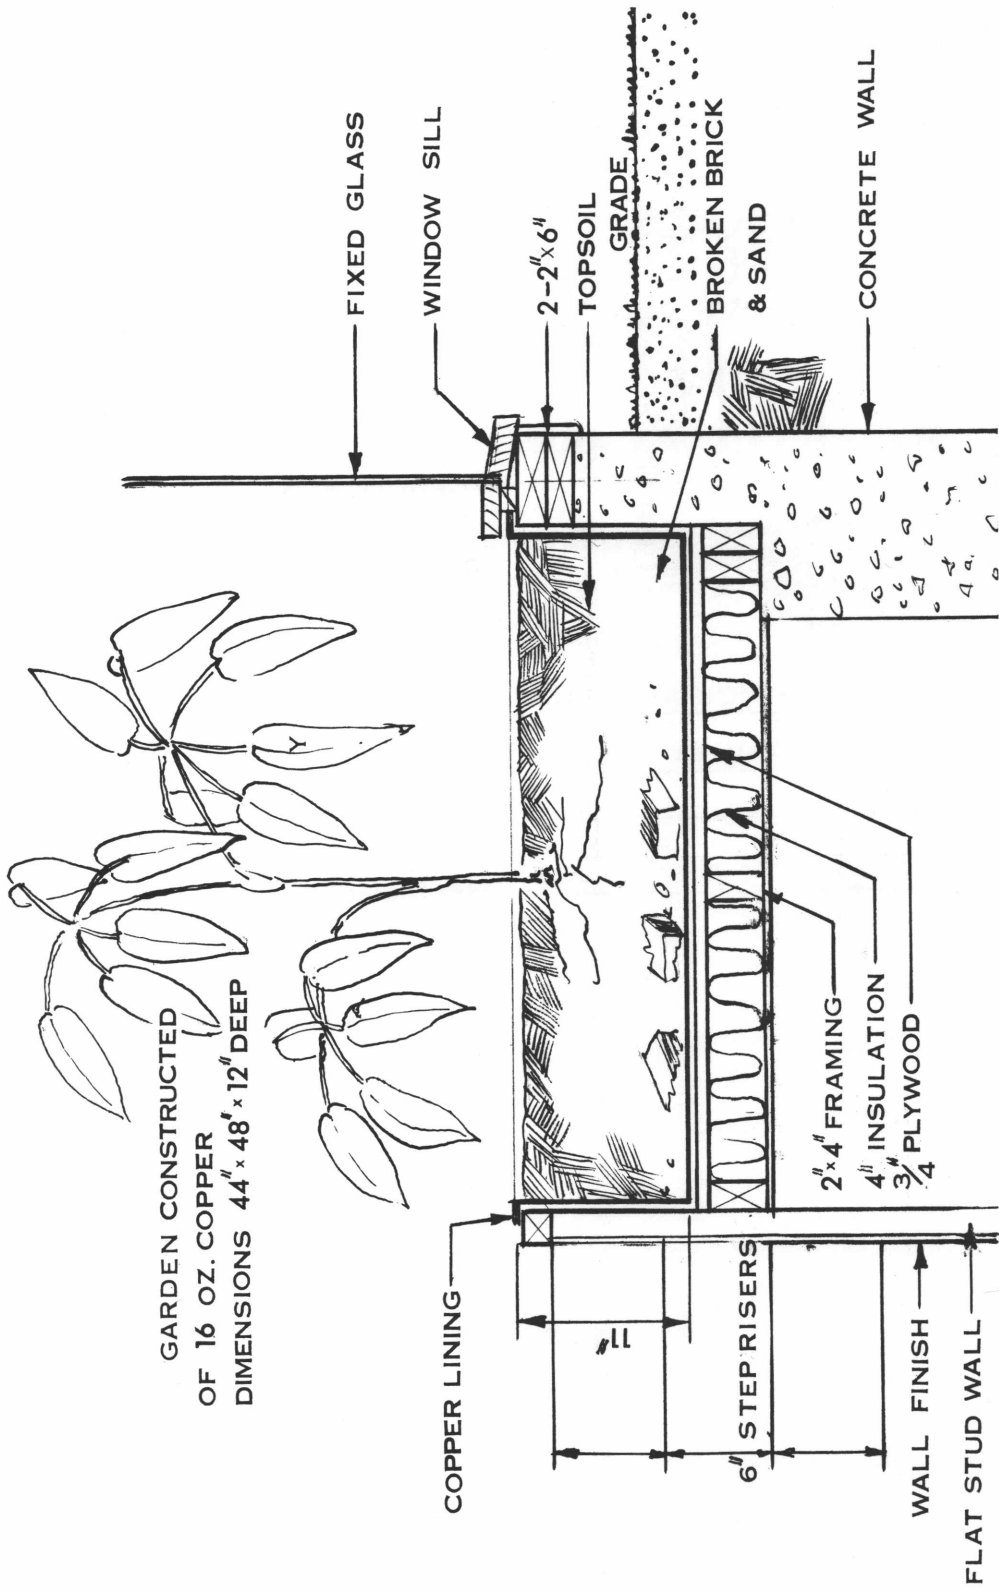 GARDEN CONSTRUCTED
OF 16 OZ. COPPER
DIMENSIONS 44" × 48" × 12" DEEP
FIXED GLASS
WINDOW SILL
2-2"×6"
TOPSOIL
GRADE
BROKEN BRICK
& SAND
CONCRETE WALL
COPPER LINING
11"
6" STEP RISERS
2"×4" FRAMING
4" INSULATION
3/4" PLYWOOD
WALL FINISH
FLAT STUD WALL